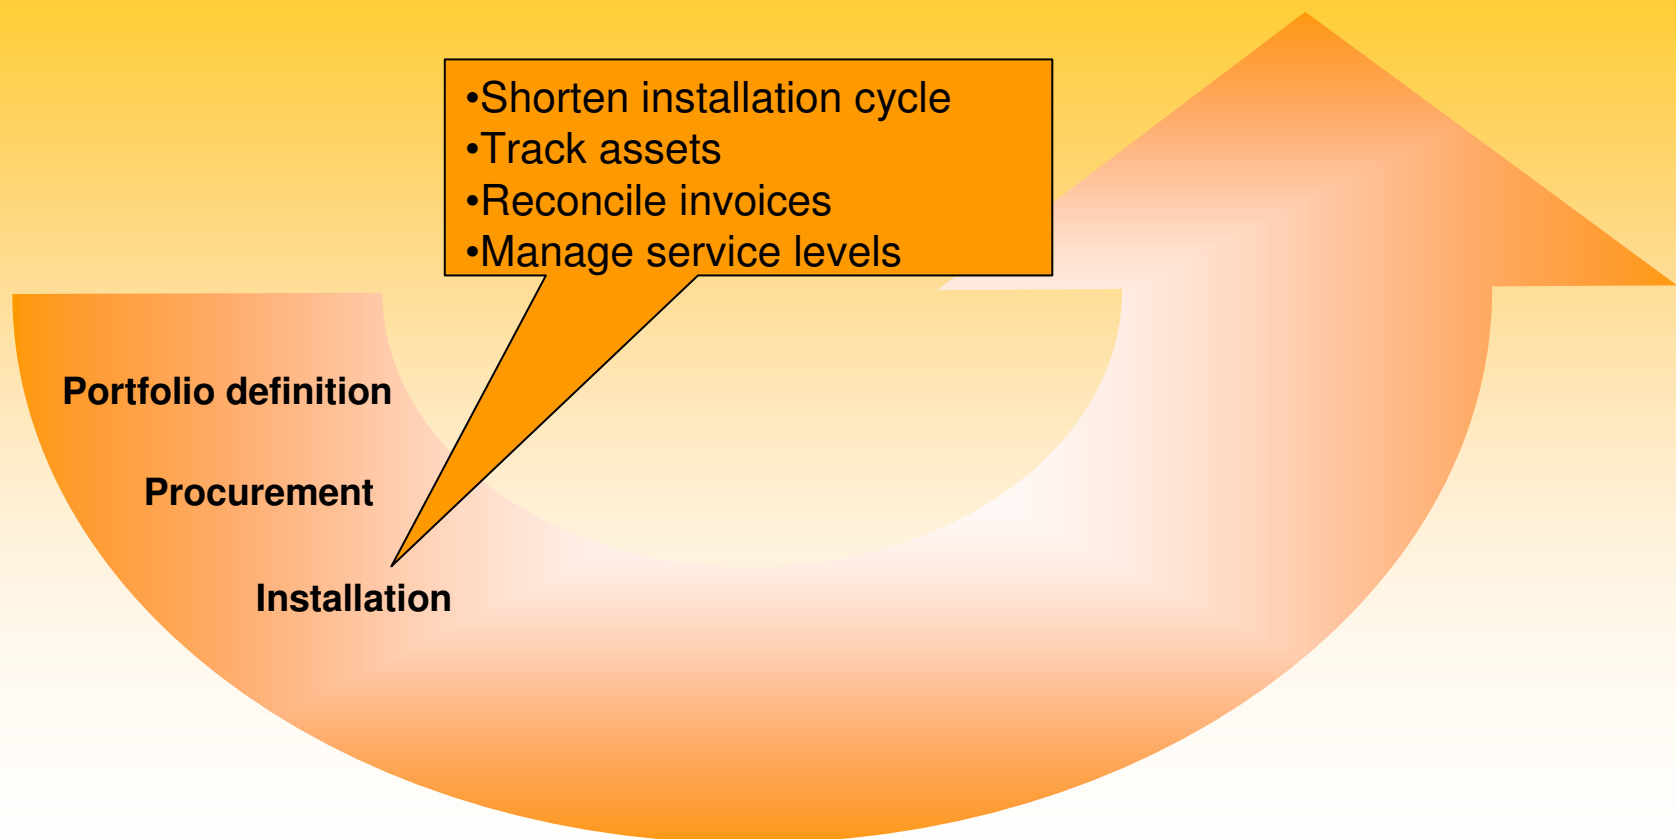 •Shorten installation cycle
•Track assets
•Reconcile invoices
•Manage service levels
Portfolio definition
Procurement
Installation